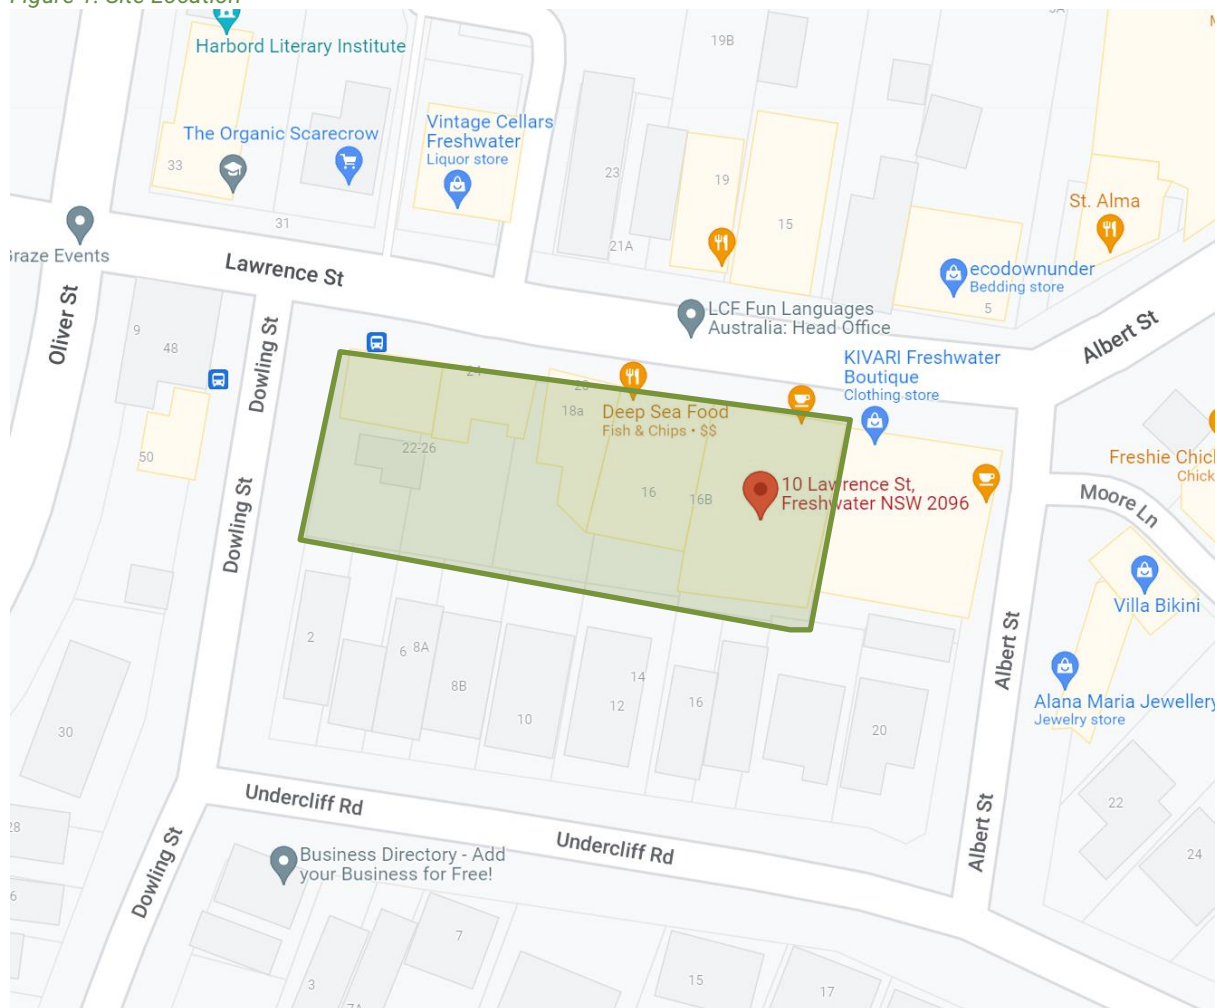 Figure 1: Site Location
Harbord Literary Institute
19B
The Organic Scarecrow
Vintage Cellars
Freshwater
Liquor store
33
23
19
15
31
21A
St. Alma
Graze Events
Lawrence St
ecodownunder
Bedding store
5
LCF Fun Languages
Australia: Head Office
Oliver St
9
48
Dowling St
Albert St
KIVARI Freshwater
Boutique
Clothing store
18a
Deep Sea Food
Fish & Chips • $$
50
22-26
16
16B
10 Lawrence St,
Freshwater NSW 2096
Freshie Chic
Chick
Moore Ln
Dowling St
Villa Bikini
Albert St
2
6
8A
8B
10
14
12
16
20
Alana Maria Jewellery
Jewelry store
30
Undercliff Rd
Undercliff Rd
Albert St
22
24
28
Dowling St
Business Directory - Add
your Business for Free!
6
7
3
7A
15
17